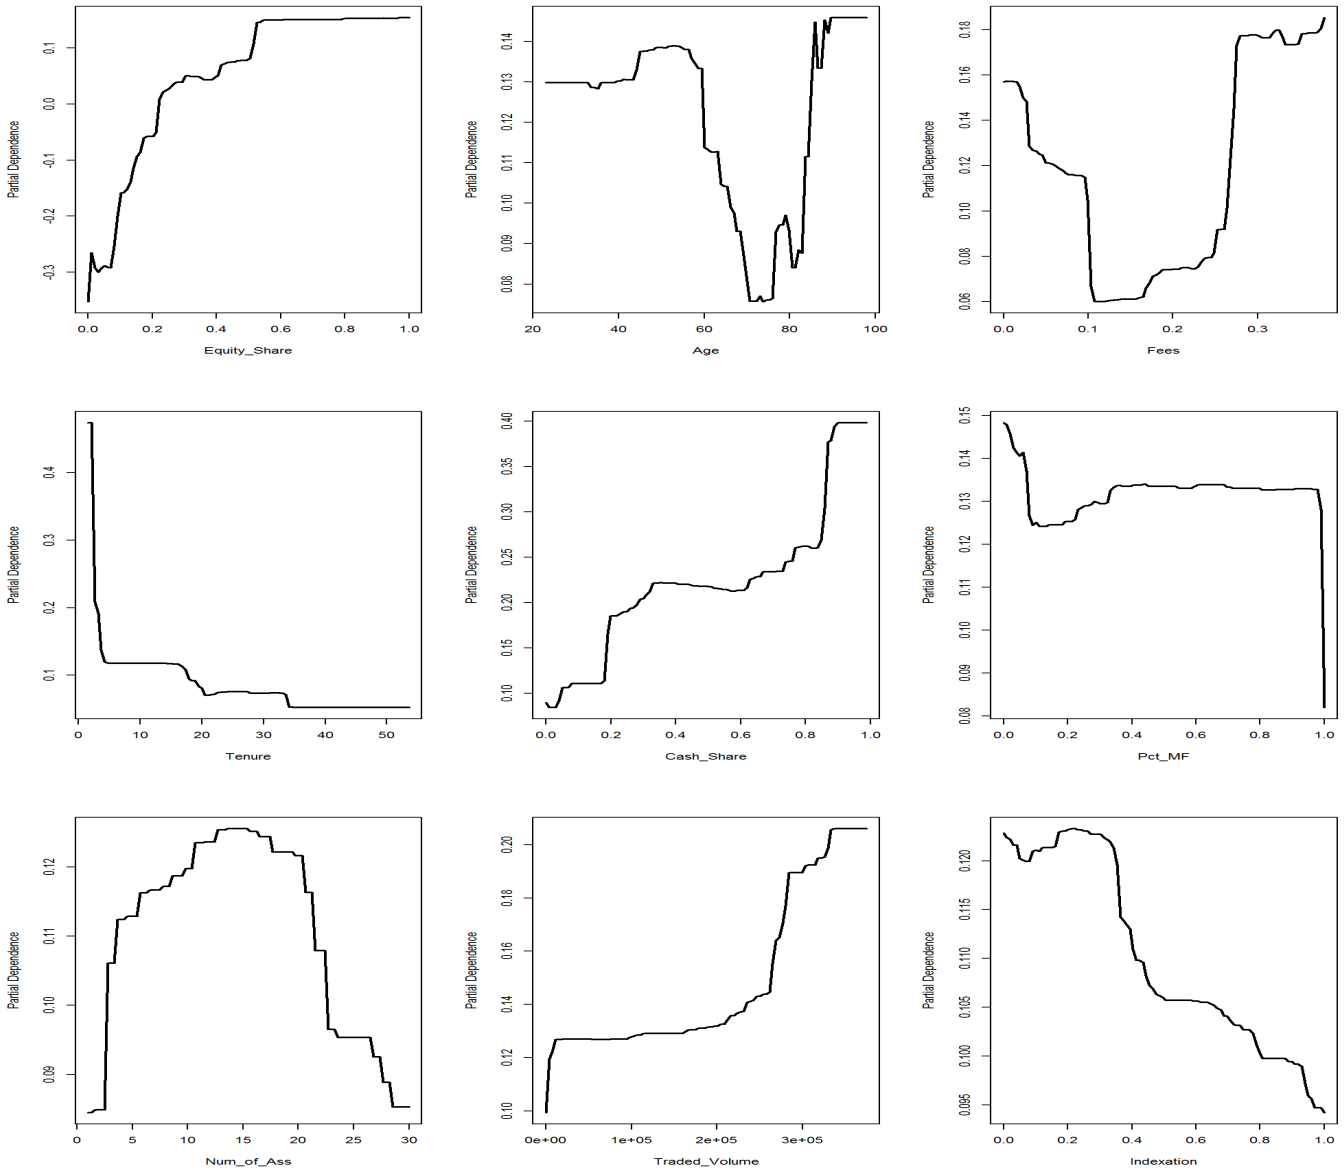 Partial Dependence
0.1
0.0
-0.1
-0.2
-0.3
0.0 0.2 0.4 0.6 0.8 1.0
Equity_Share
Partial Dependence
0.14
0.13
0.12
0.11
0.10
0.09
0.08
20 40 60 80 100
Age
Partial Dependence
0.18
0.16
0.14
0.12
0.10
0.08
0.06
0.0 0.1 0.2 0.3
Fees
Partial Dependence
0.4
0.3
0.2
0.1
0 10 20 30 40 50
Tenure
Partial Dependence
0.40
0.35
0.30
0.25
0.20
0.15
0.10
0.0 0.2 0.4 0.6 0.8 1.0
Cash_Share
Partial Dependence
0.15
0.14
0.13
0.12
0.11
0.10
0.09
0.08
0.0 0.2 0.4 0.6 0.8 1.0
Pct_MF
Partial Dependence
0.12
0.11
0.10
0.09
0 5 10 15 20 25 30
Num_of_Ass
Partial Dependence
0.20
0.18
0.16
0.14
0.12
0.10
0e+00 1e+05 2e+05 3e+05
Traded_Volume
Partial Dependence
0.120
0.115
0.110
0.105
0.100
0.095
0.0 0.2 0.4 0.6 0.8 1.0
Indexation